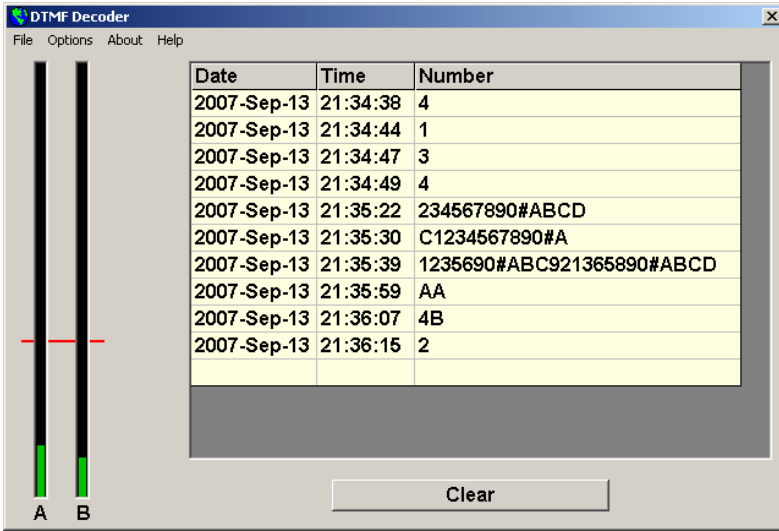 DTMF Decoder
File Options About Help
Date Time Number
2007-Sep-13 21:34:38 4
2007-Sep-13 21:34:44 1
2007-Sep-13 21:34:47 3
2007-Sep-13 21:34:49 4
2007-Sep-13 21:35:22 234567890#ABCD
2007-Sep-13 21:35:30 C1234567890#A
2007-Sep-13 21:35:39 1235690#ABC921365890#ABCD
2007-Sep-13 21:35:59 AA
2007-Sep-13 21:36:07 4B
2007-Sep-13 21:36:15 2
Clear
A B